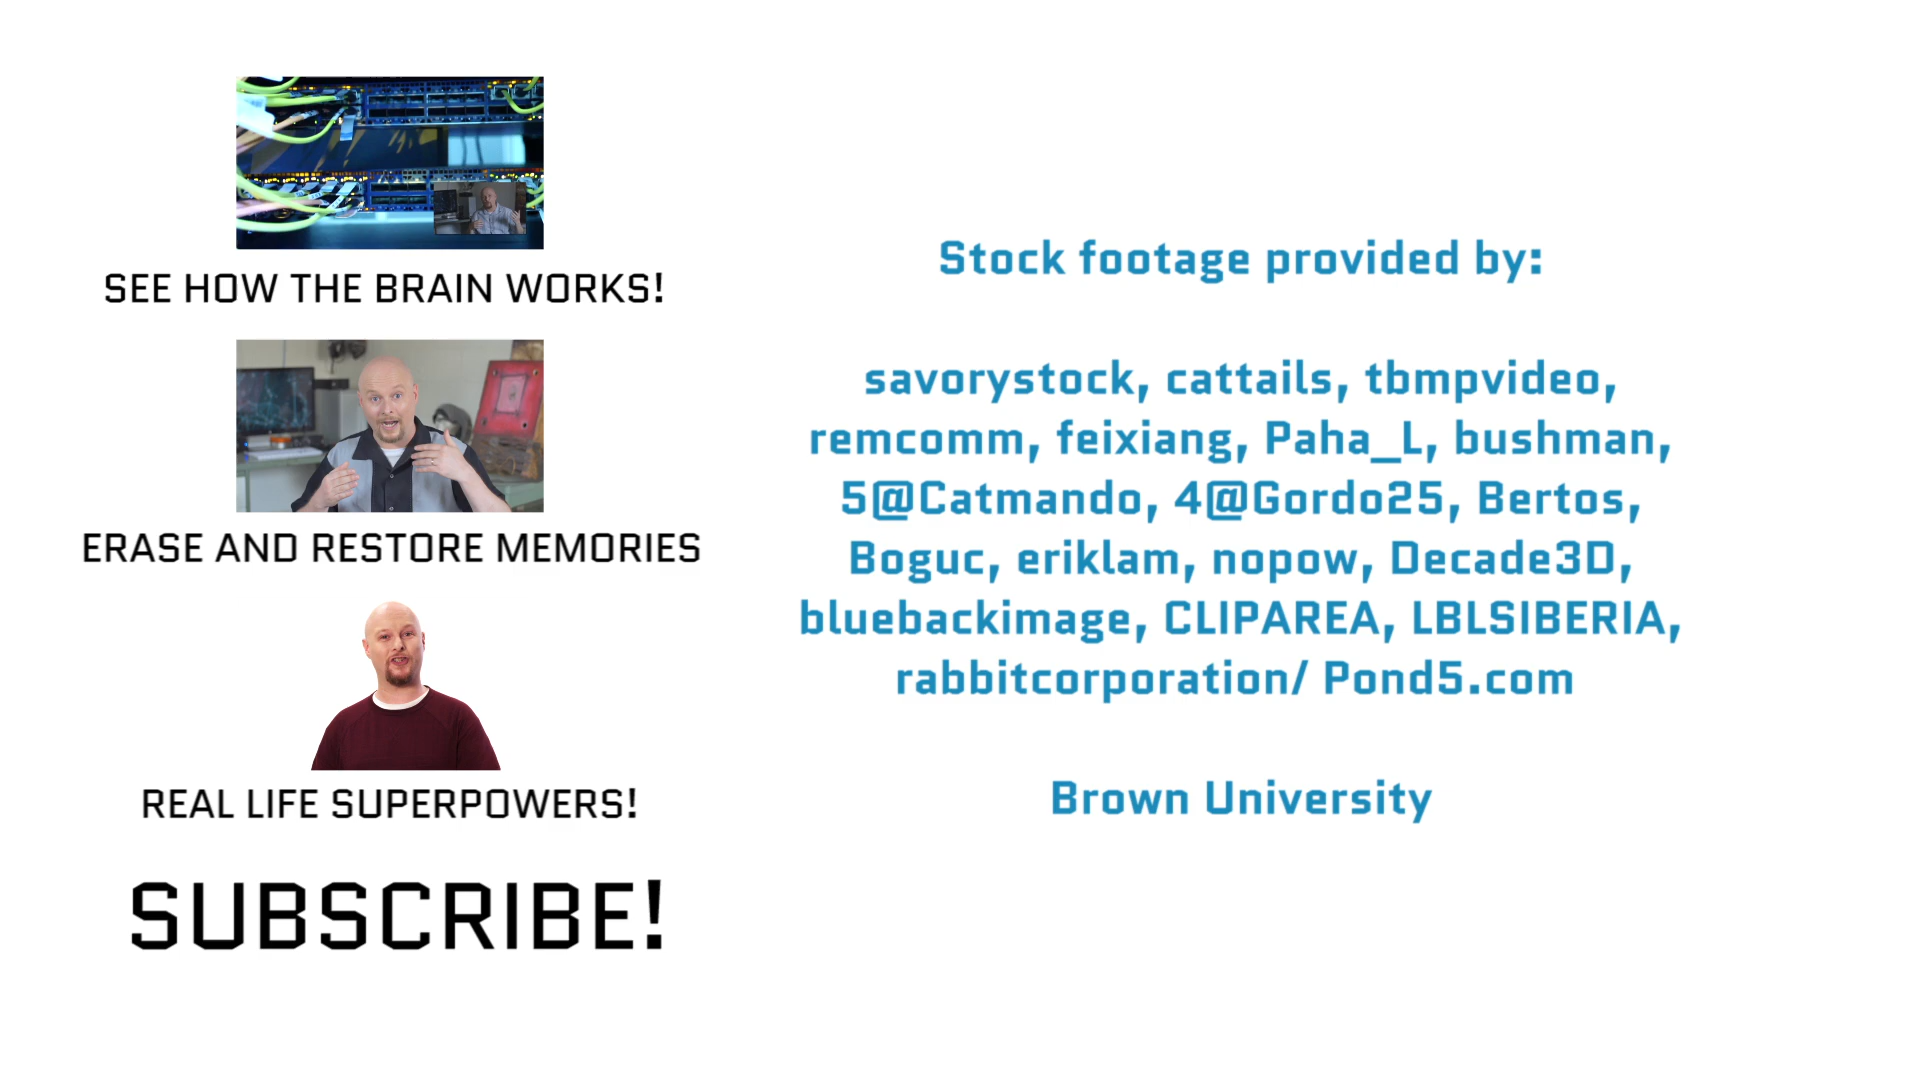 SEE HOW THE BRAIN WORKS!
ERASE AND RESTORE MEMORIES
REAL LIFE SUPERPOWERS!
SUBSCRIBE!
Stock footage provided by:
savorystock, cattails, tbmpvideo,
remcomm, feixiang, Paha_L, bushman,
5@Catmando, 4@Gordo25, Bertos,
Boguc, eriklam, nopow, Decade3D,
bluebackimage, CLIPAREA, LBLSIBERIA,
rabbitcorporation/ Pond5.com
Brown University